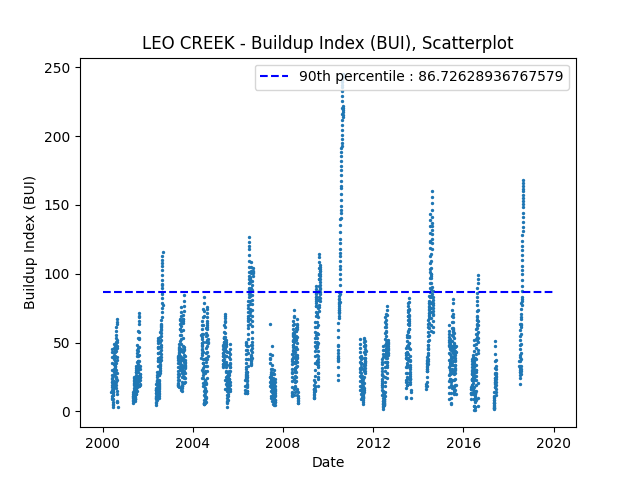 LEO CREEK - Buildup Index (BUI), Scatterplot
90th percentile : 86.72628936767579
250
200
150
100
50
0
Buildup Index (BUI)
2000 2004 2008 2012 2016 2020
Date